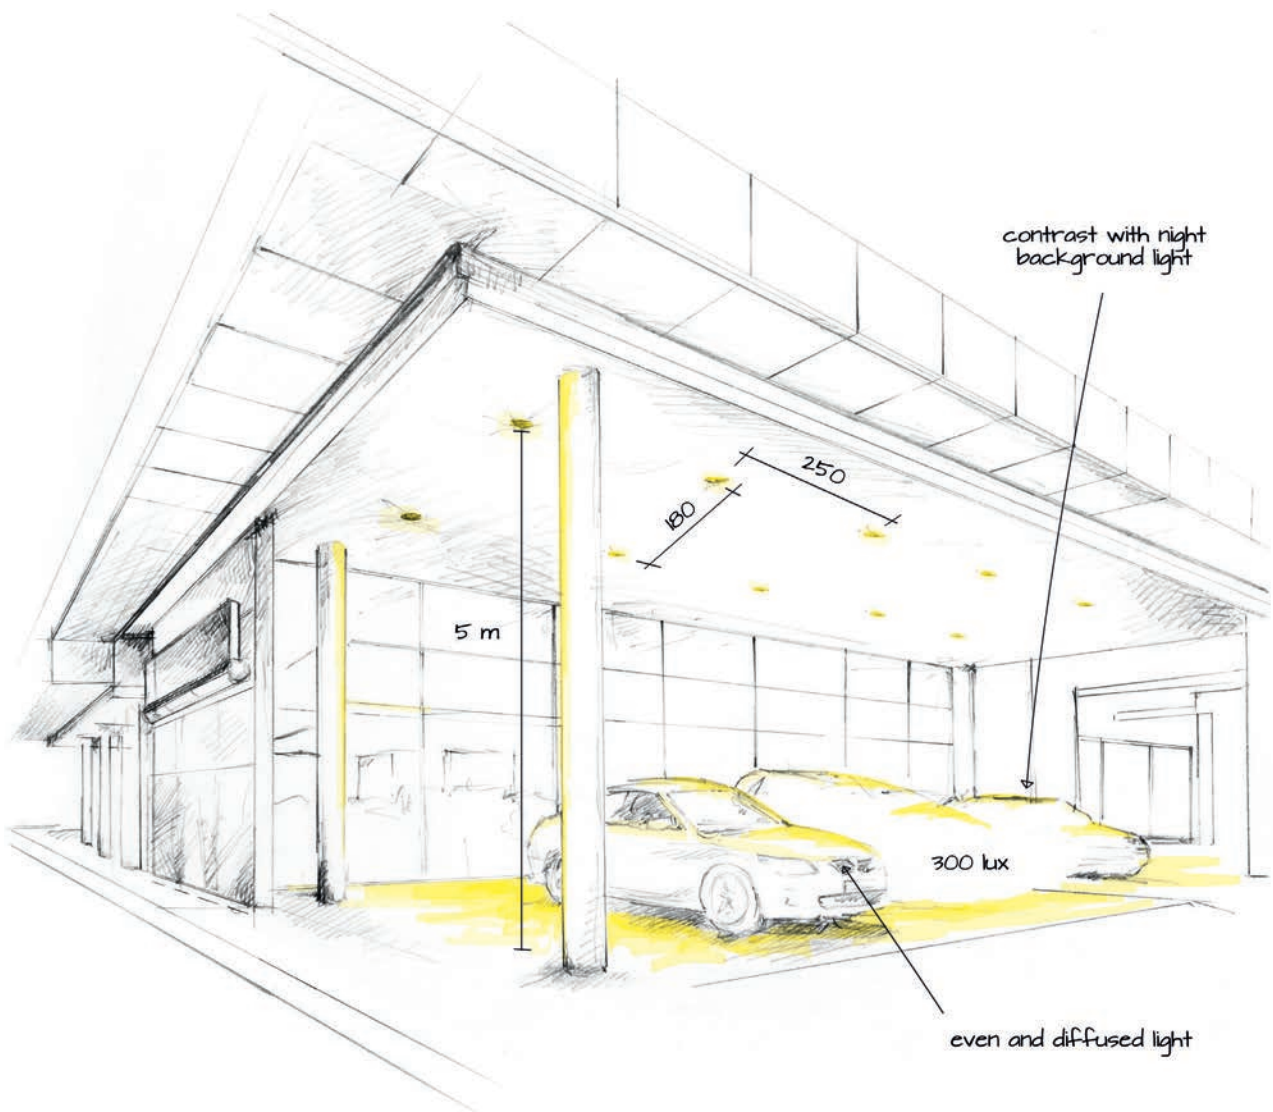 contrast with night
background light
250
180
5 m
300 lux
even and diffused light